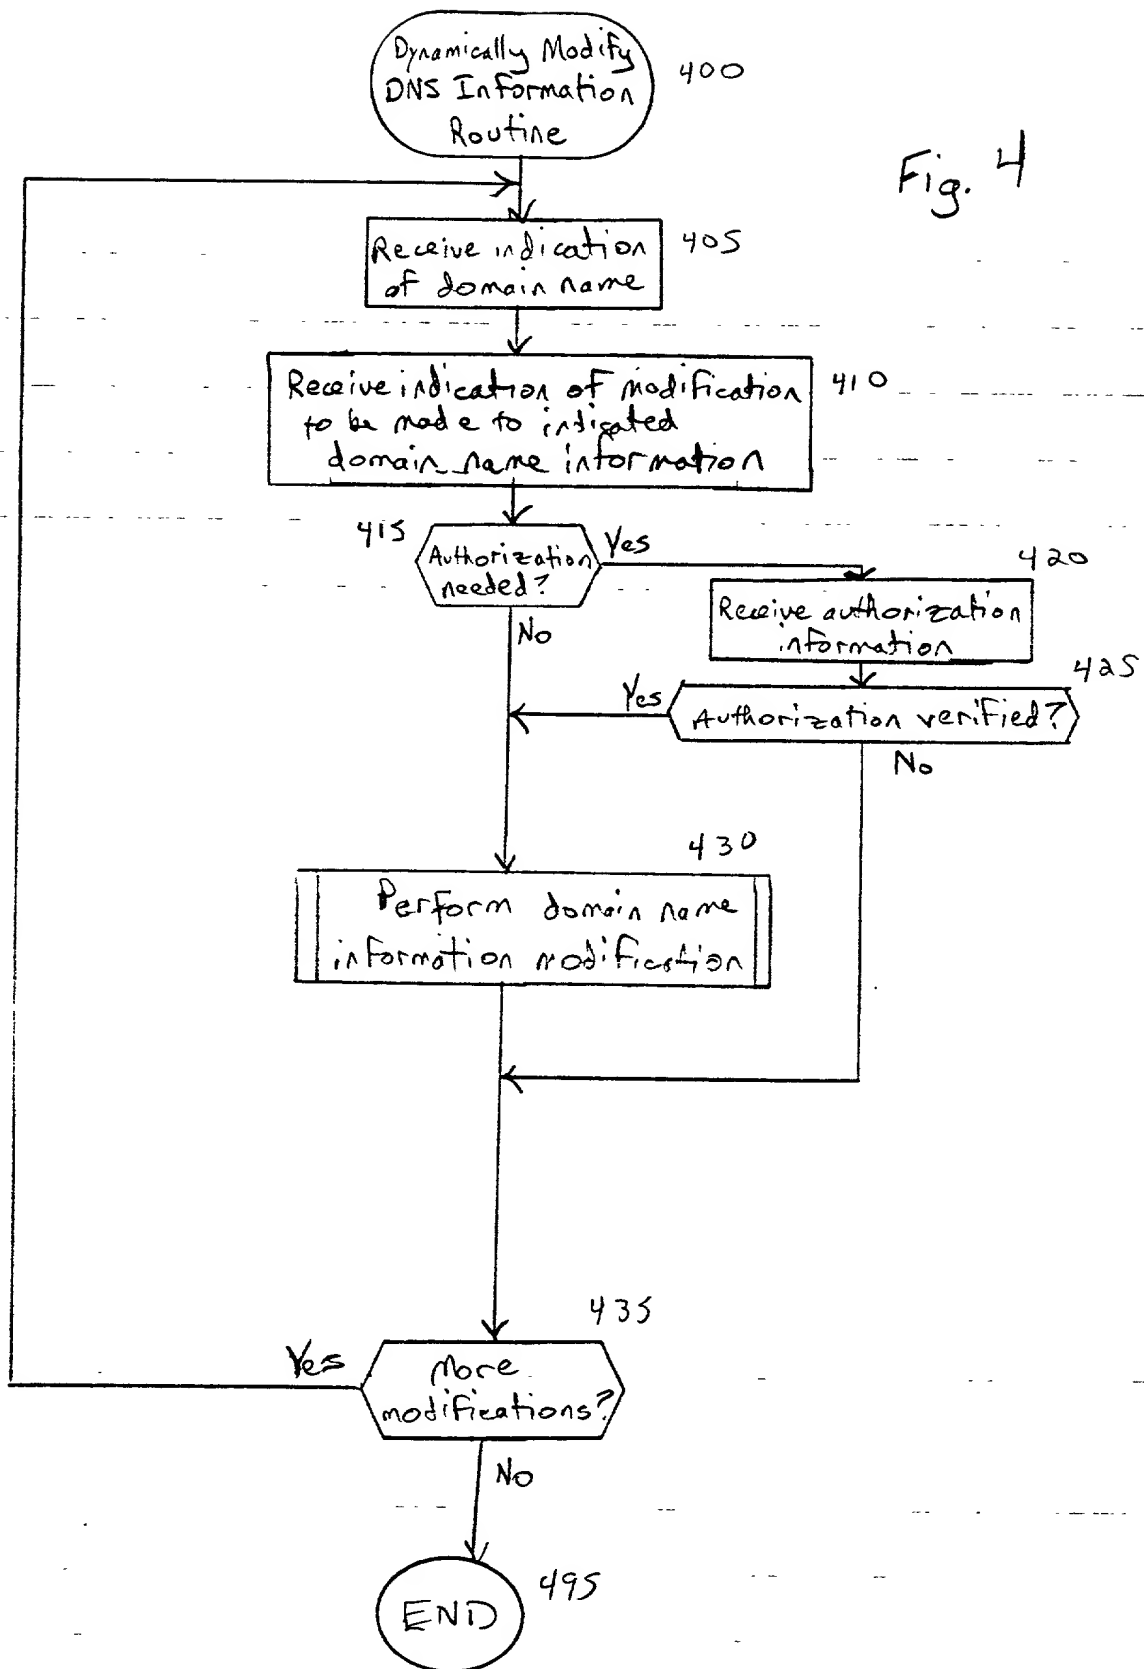 Dynamically Modify
DNS Information
Routine
400
Fig. 4
Receive indication
of domain name
405
Receive indication of modification
to be made to indicated
domain name information
410
415
Authorization
needed?
Yes
No
420
Receive authorization
information
425
Yes
Authorization verified?
No
430
Perform domain name
information modification
435
Yes
More
modifications?
No
END
495